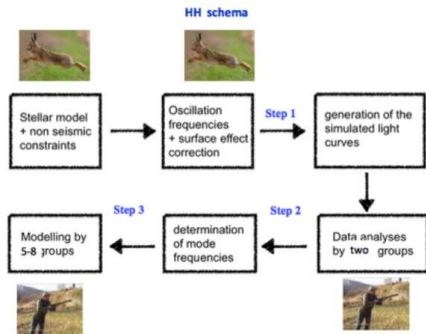 HH schema
Stellar model
+ non seismic
constraints
Oscillation
frequencies
+ surface effect
correction
Step 1
generation of the
simulated light
curves
Data analyses
by two groups
Step 2
determination
of mode
frequencies
Step 3
Modelling by
5-8 groups